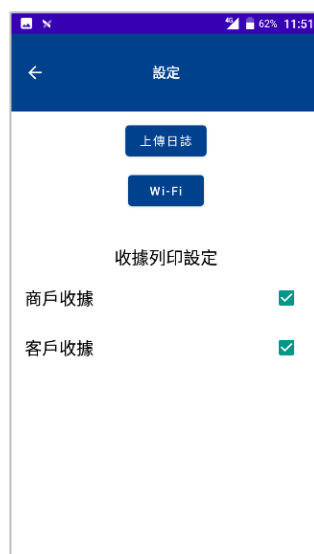 4G 62% 11:51
設定
上傳日誌
Wi-Fi
收據列印設定
商戶收據
客戶收據